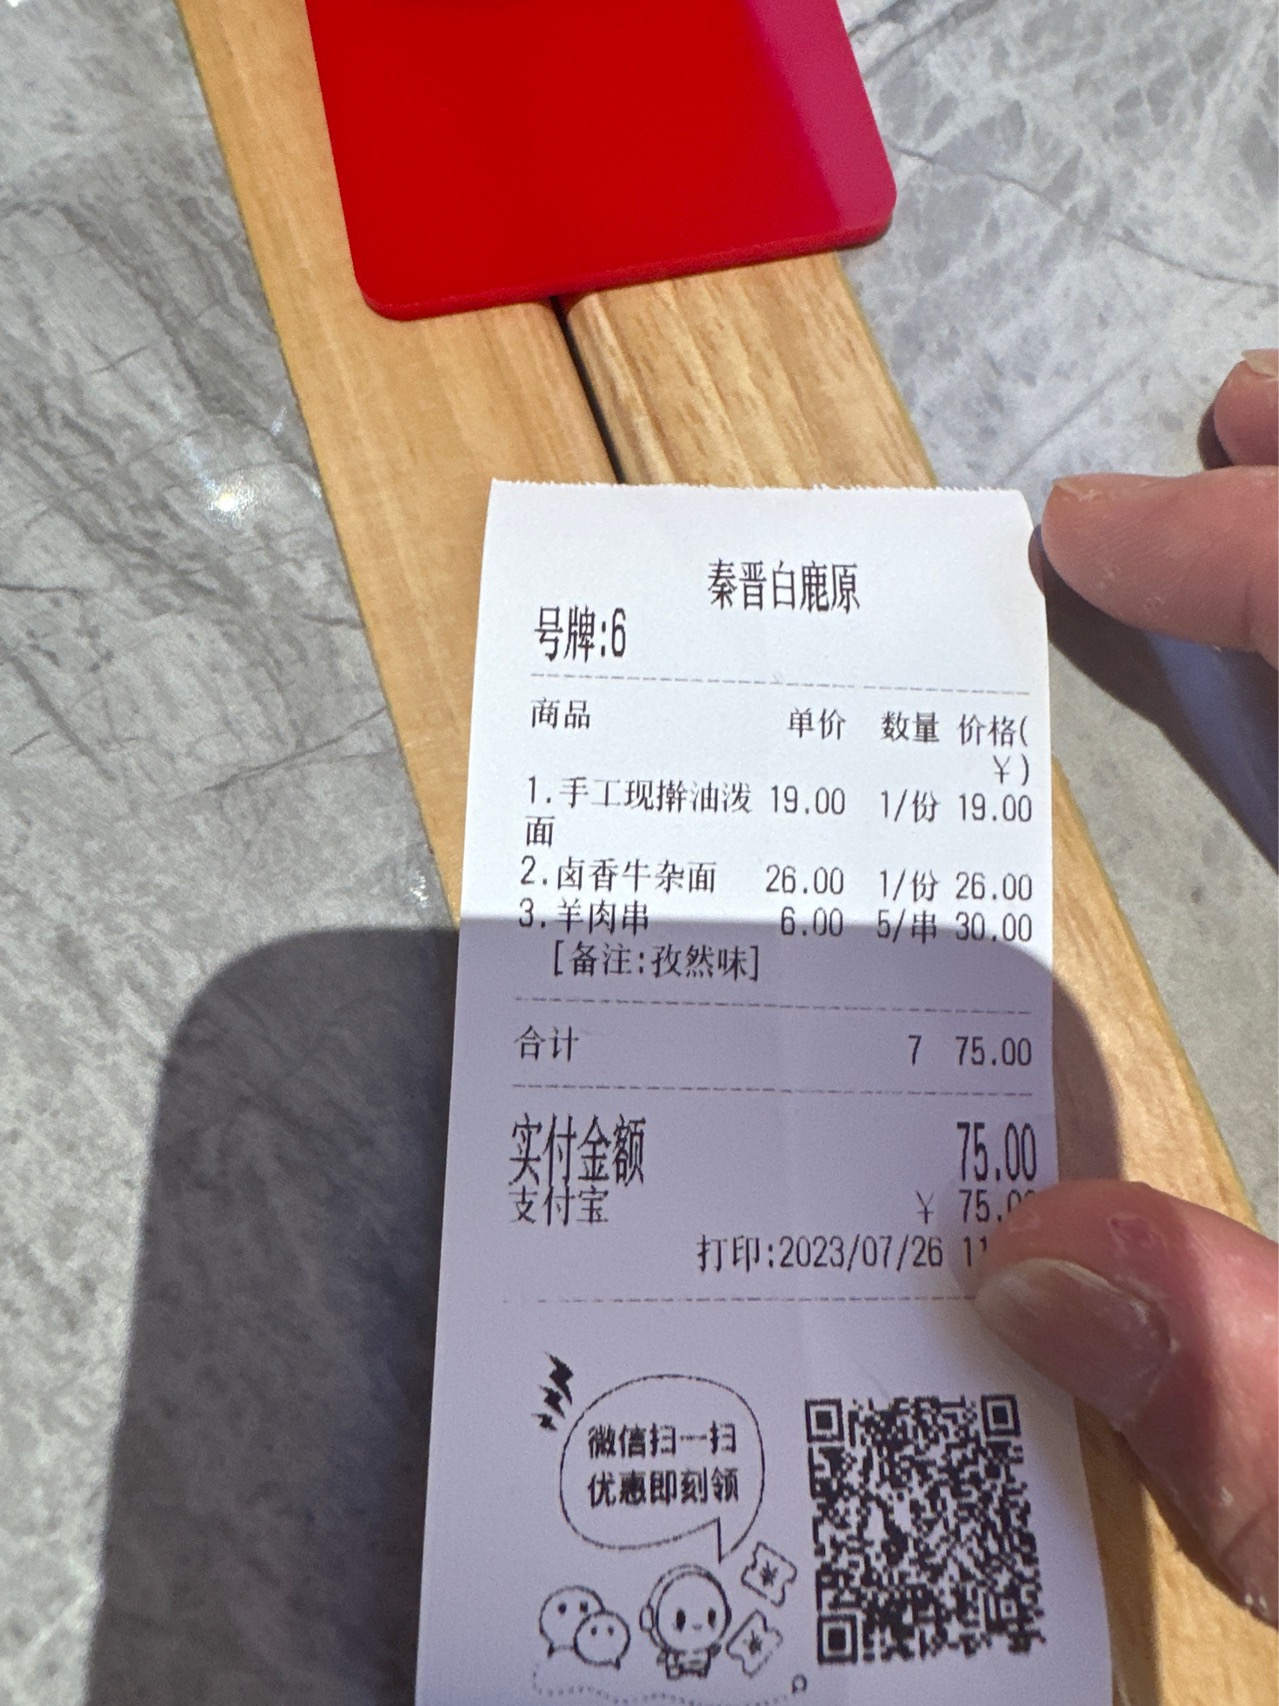 秦晋白鹿原
号牌:6
商品 单价 数量 价格(
￥)
1.手工现擀油泼 19.00 1/份 19.00
面
2.卤香牛杂面 26.00 1/份 26.00
3.羊肉串 6.00 5/串 30.00
[备注:孜然味]
合计 7 75.00
实付金额 75.00
支付宝 ￥ 75.00
打印:2023/07/26 11
微信扫一扫
优惠即刻领